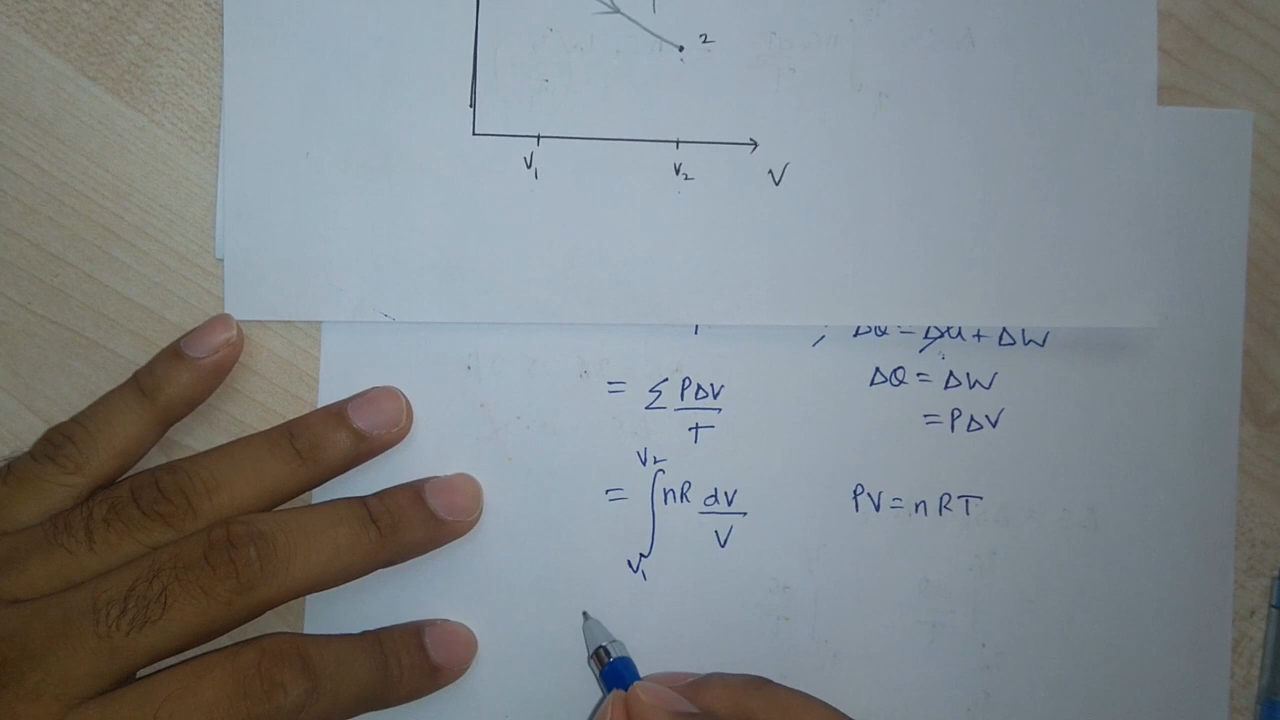 2
V₁ V₂ V
, ΔQ = ΔU + ΔW
= Σ PΔV/T ΔQ = ΔW
= PΔV
= ∫_{V₁}^{V₂} nR dV/V PV = nRT